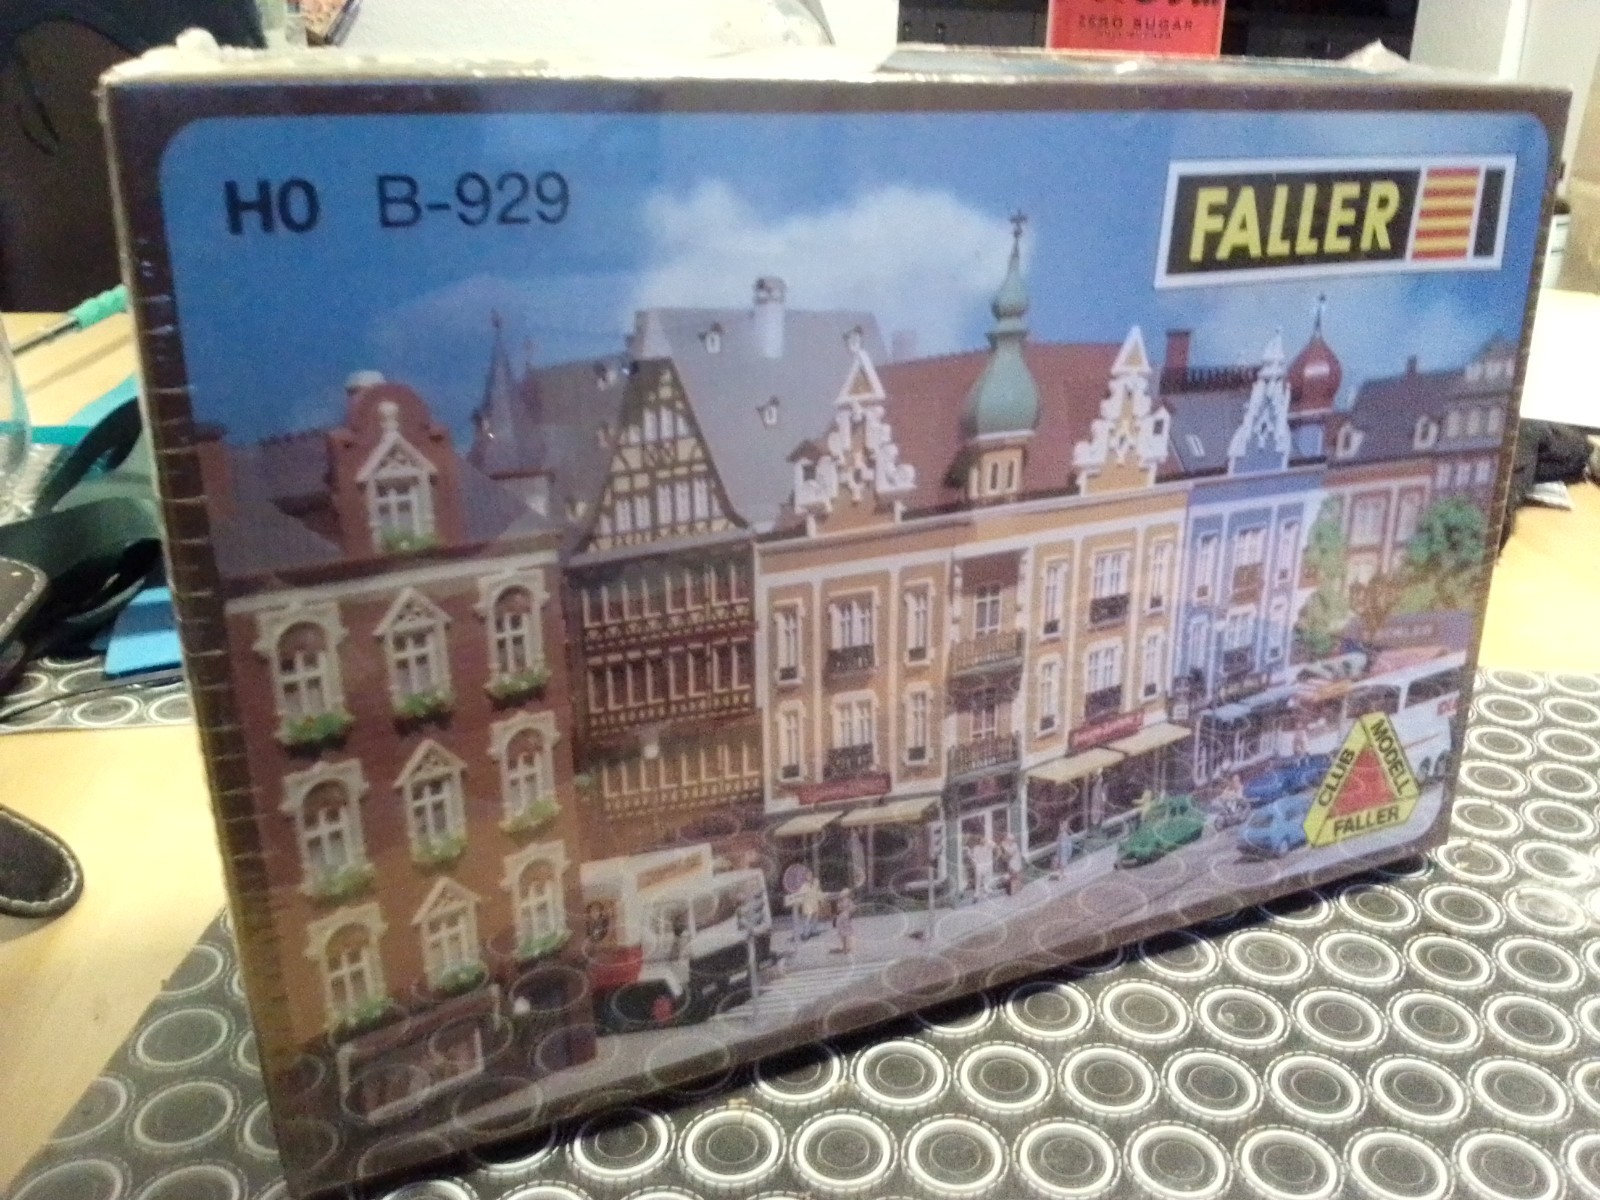 ZERO SUGAR
H0 B-929
FALLER
CLUB
MODELL
FALLER